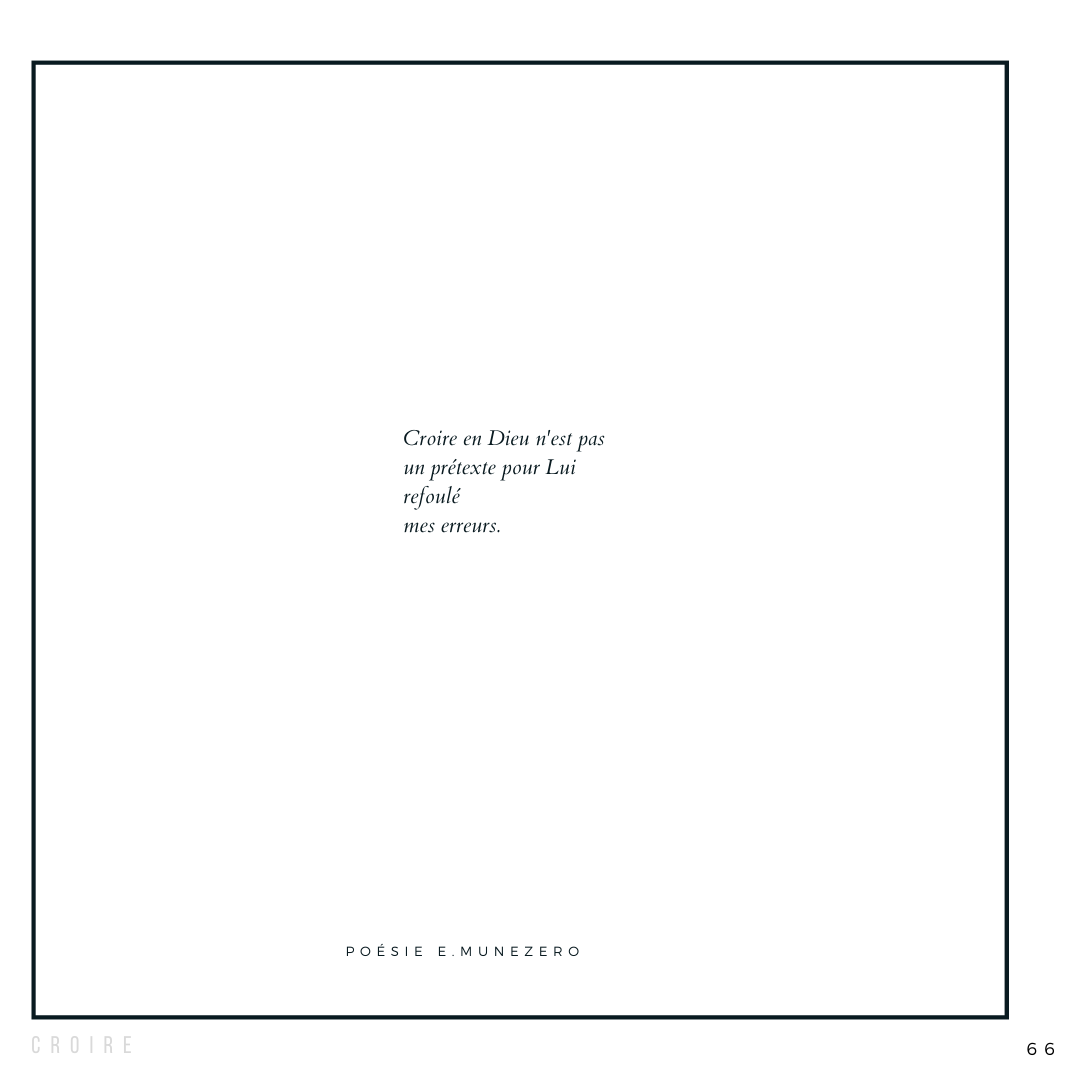 Croire en Dieu n'est pas
un prétexte pour Lui
refoulé
mes erreurs.
POÉSIE E.MUNEZERO
CROIRE
66